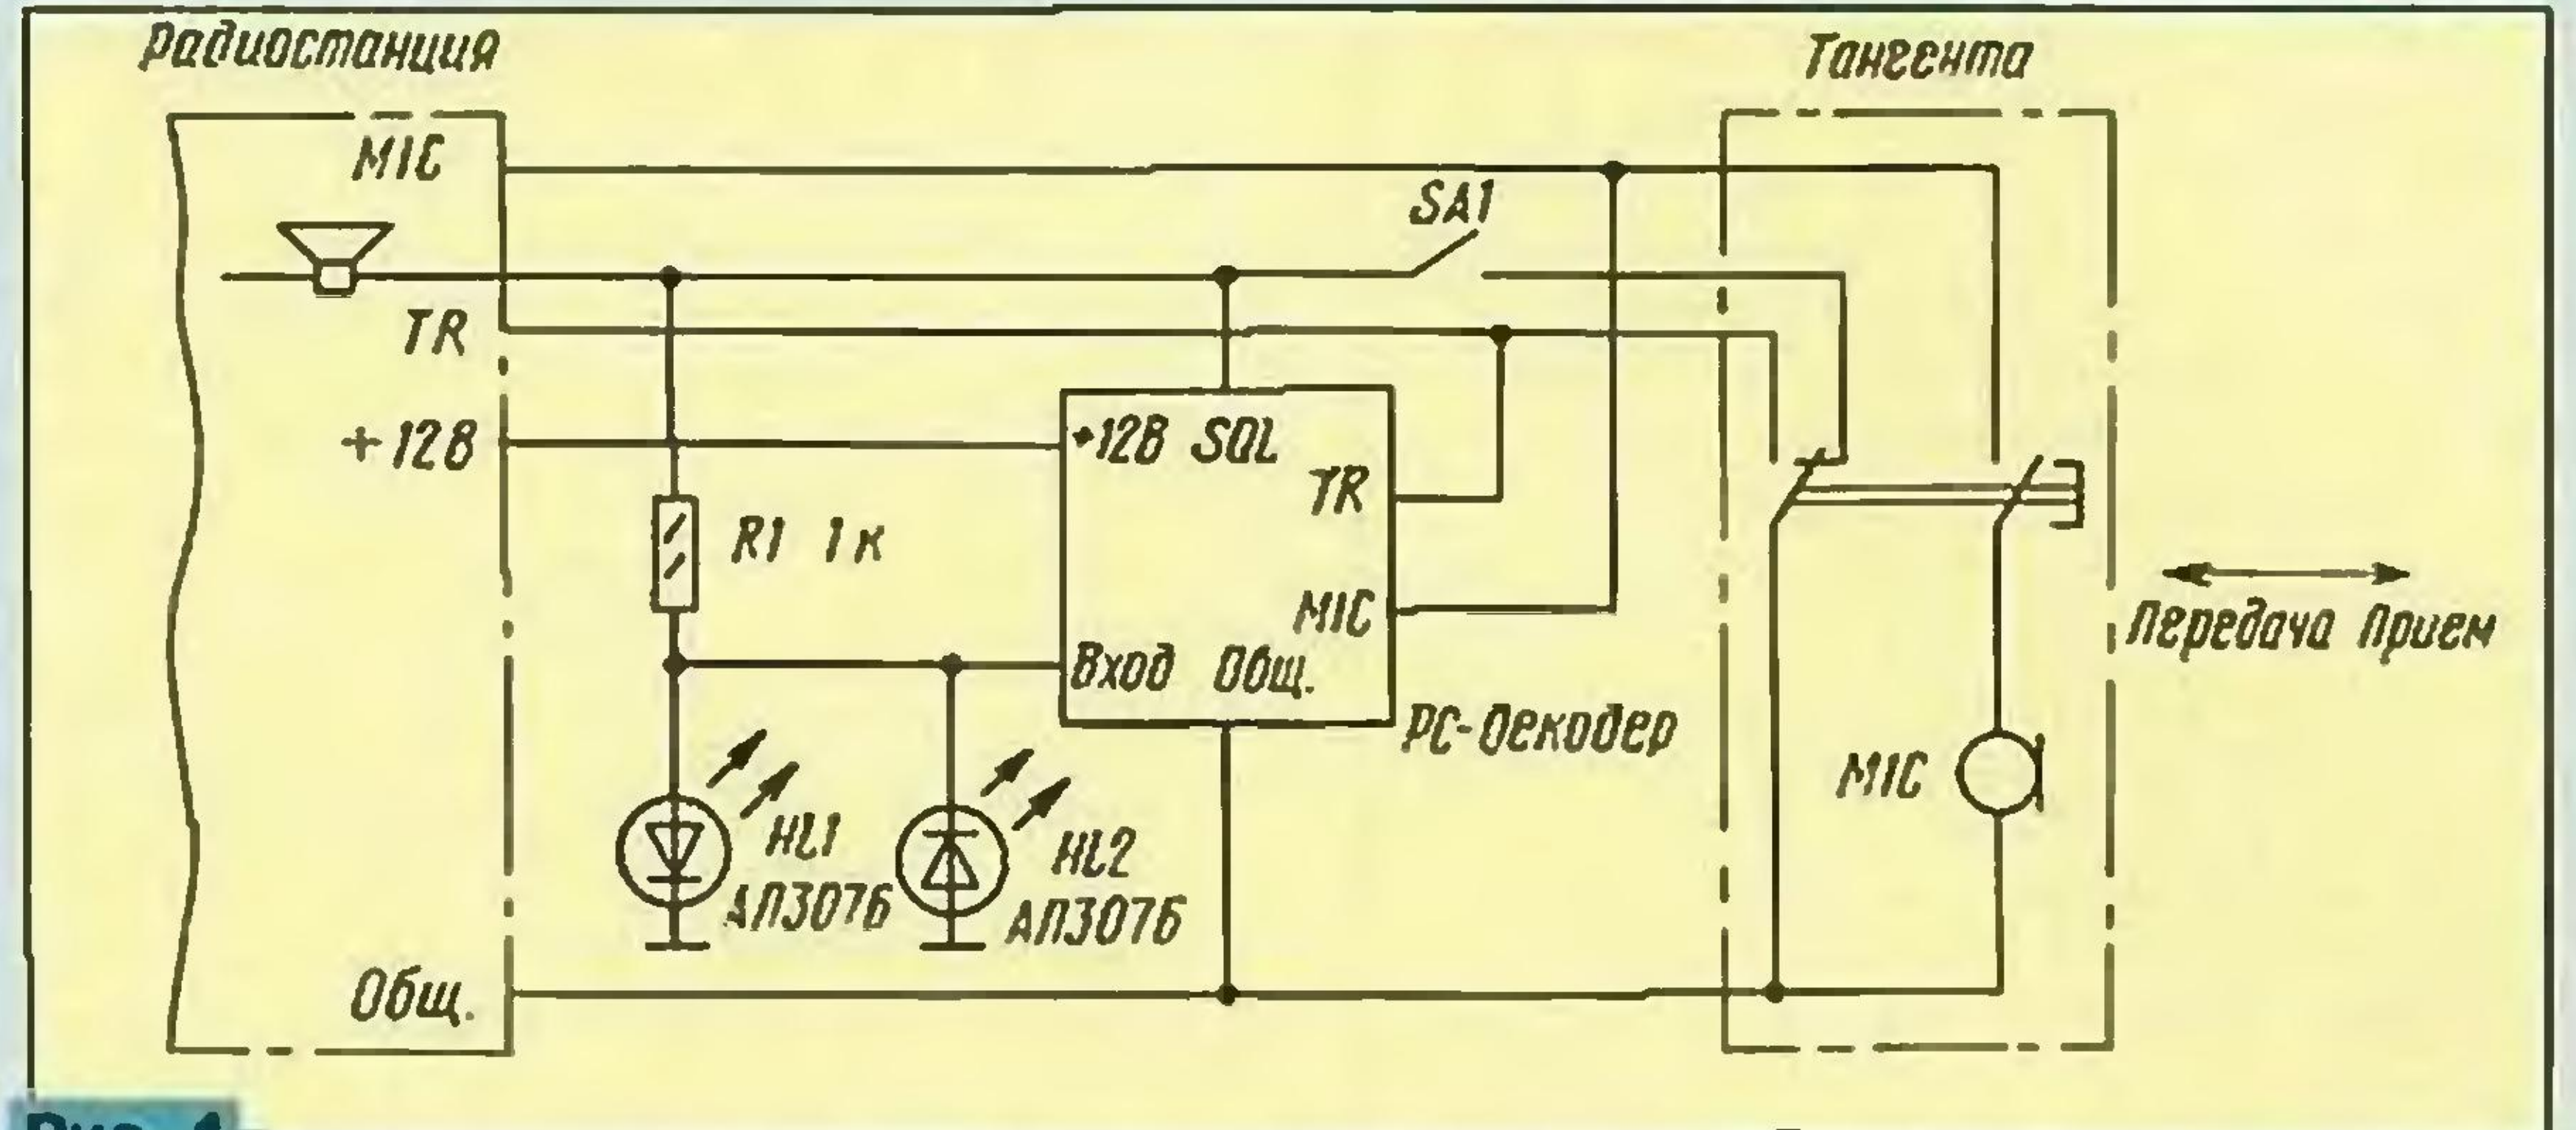 Радиостанция
Тангента
MIC
SA1
TR
+12В
+12В SQL
TR
R1 1к
MIC
Вход Общ.
Передача Прием
РС-декодер
MIC
HL1
АЛ307Б
HL2
АЛ307Б
Общ.